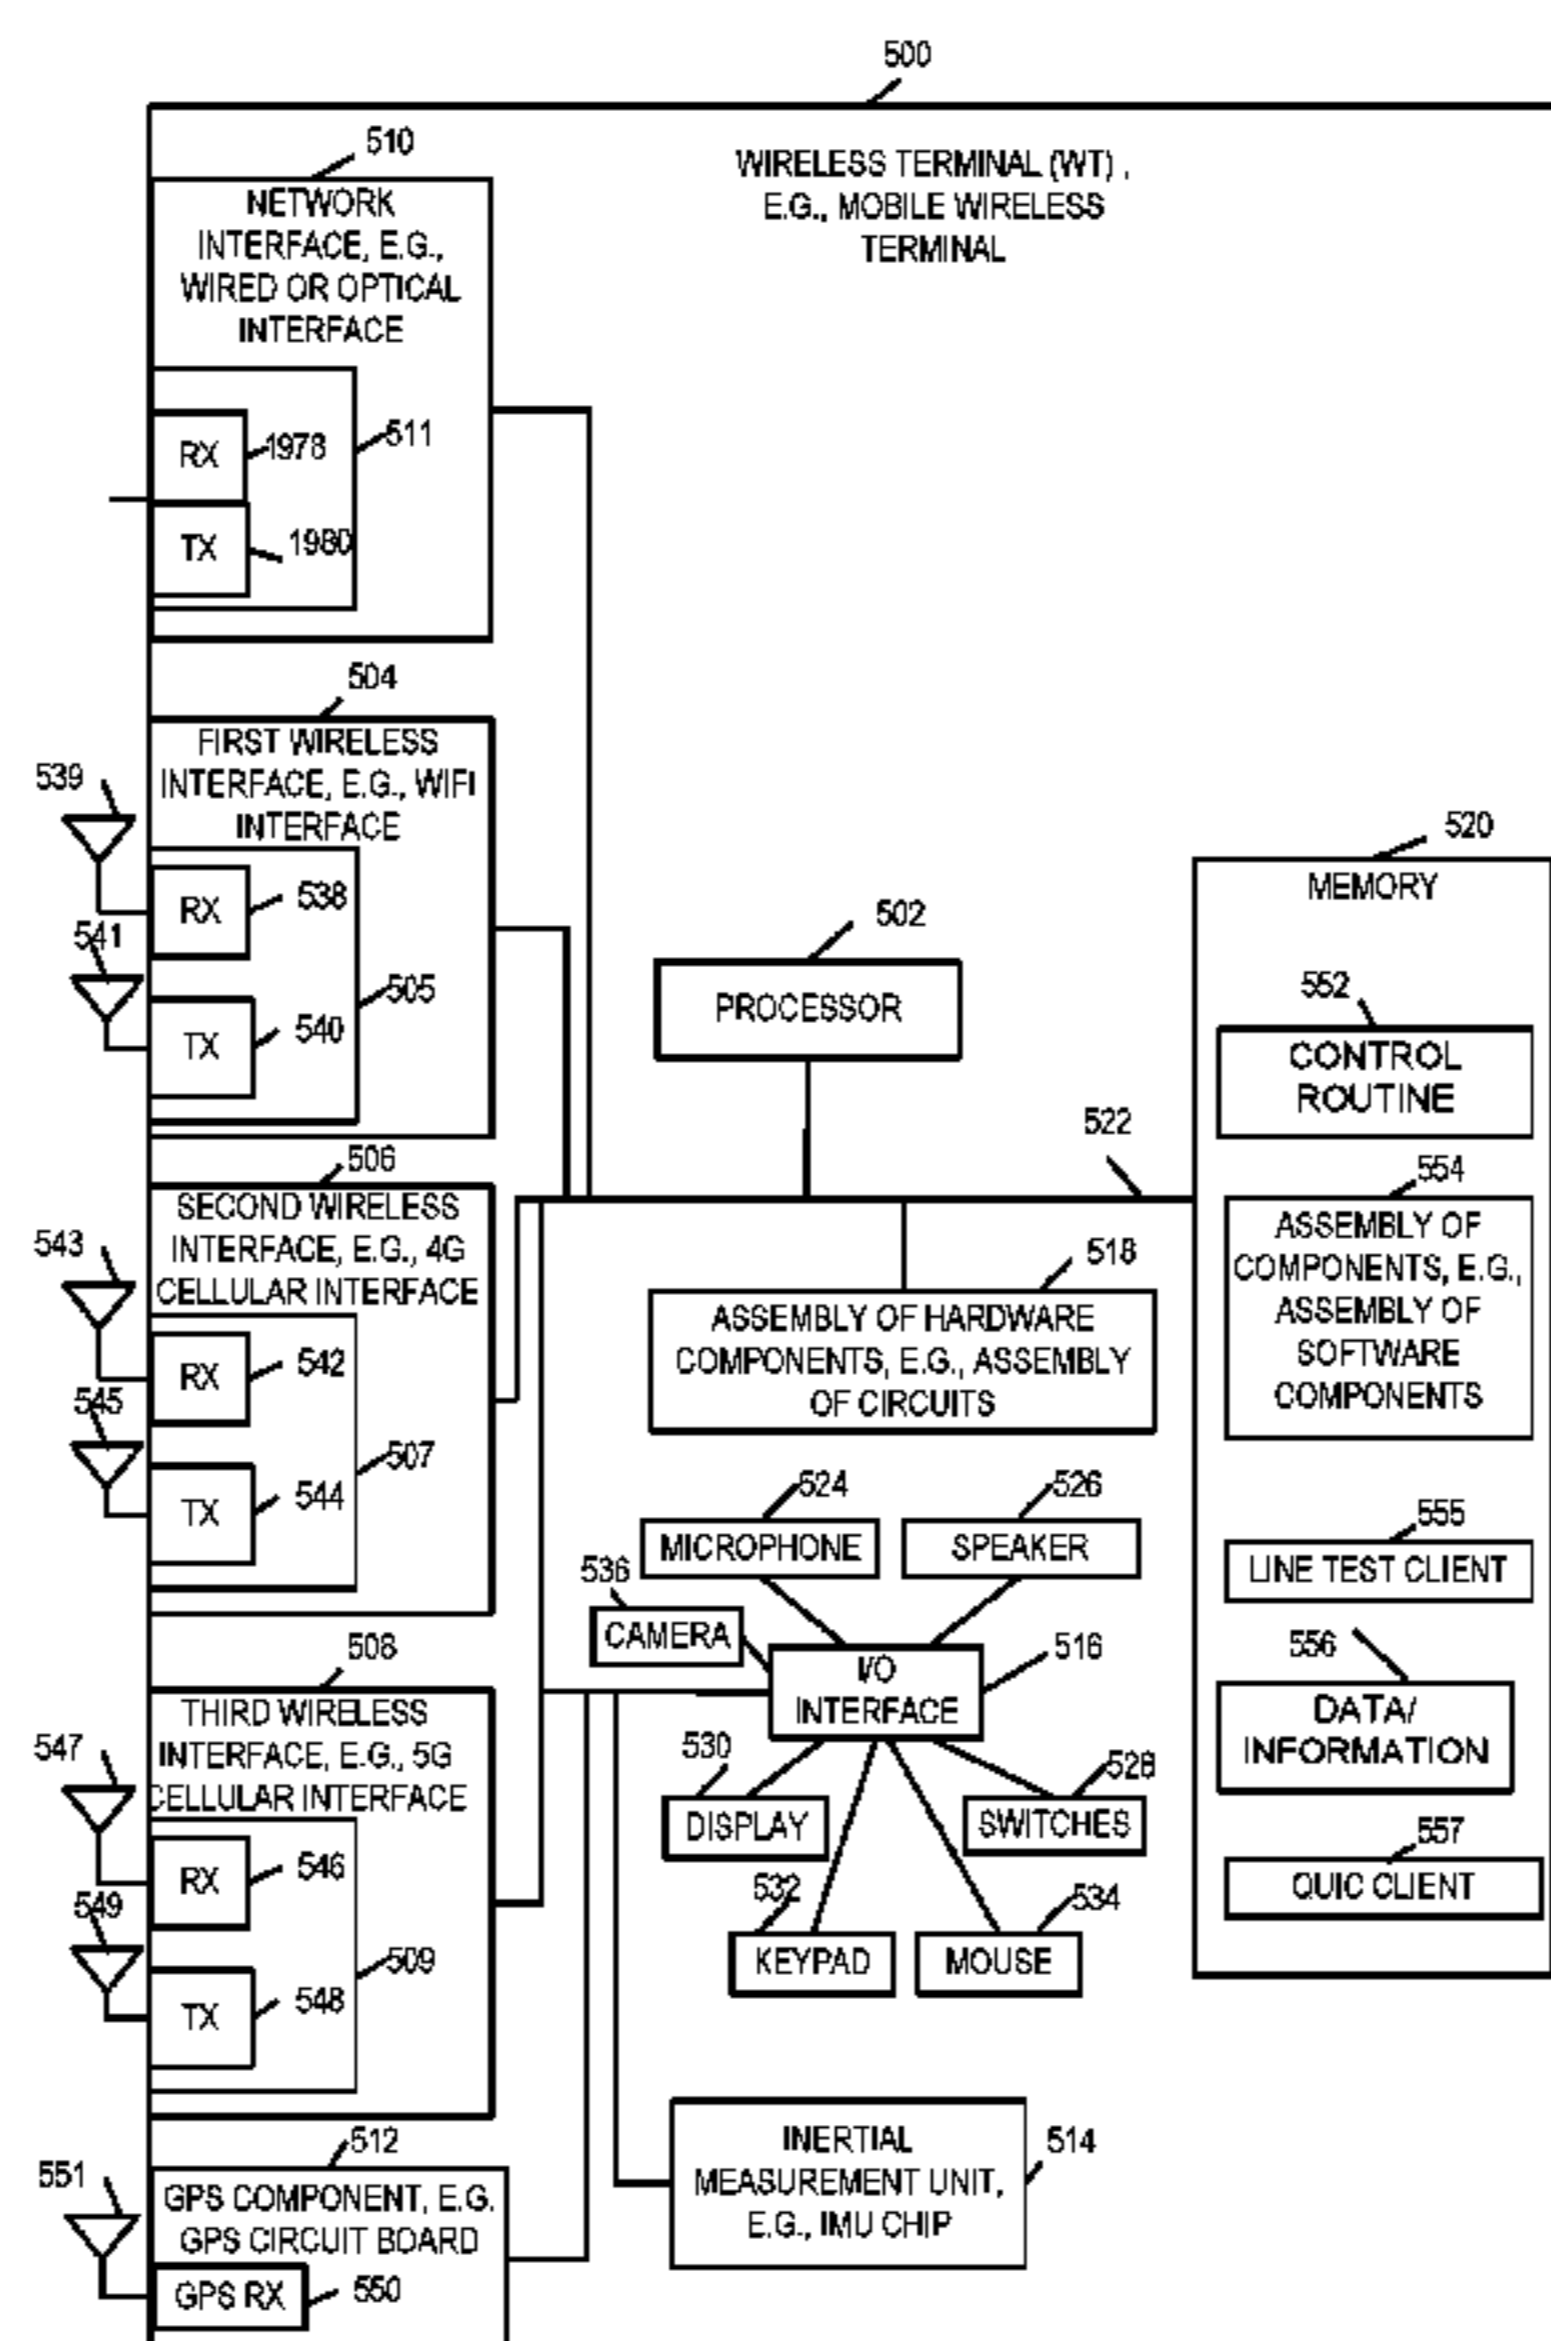 500
WIRELESS TERMINAL (WT) ,
E.G., MOBILE WIRELESS
TERMINAL
510
NETWORK
INTERFACE, E.G.,
WIRED OR OPTICAL
INTERFACE
RX
1978
511
TX
1980
504
FIRST WIRELESS
INTERFACE, E.G., WIFI
INTERFACE
539
RX
538
541
505
TX
540
506
SECOND WIRELESS
INTERFACE, E.G., 4G
CELLULAR INTERFACE
543
RX
542
545
507
TX
544
508
THIRD WIRELESS
INTERFACE, E.G., 5G
CELLULAR INTERFACE
547
RX
546
549
509
TX
548
512
551
GPS COMPONENT, E.G.
GPS CIRCUIT BOARD
GPS RX
550
502
PROCESSOR
522
518
ASSEMBLY OF HARDWARE
COMPONENTS, E.G., ASSEMBLY
OF CIRCUITS
524
MICROPHONE
526
SPEAKER
536
CAMERA
I/O
INTERFACE
516
530
DISPLAY
528
SWITCHES
532
KEYPAD
534
MOUSE
INERTIAL
MEASUREMENT UNIT,
E.G., IMU CHIP
514
520
MEMORY
552
CONTROL
ROUTINE
554
ASSEMBLY OF
COMPONENTS, E.G.,
ASSEMBLY OF
SOFTWARE
COMPONENTS
555
LINE TEST CLIENT
556
DATA/
INFORMATION
557
QUIC CLIENT